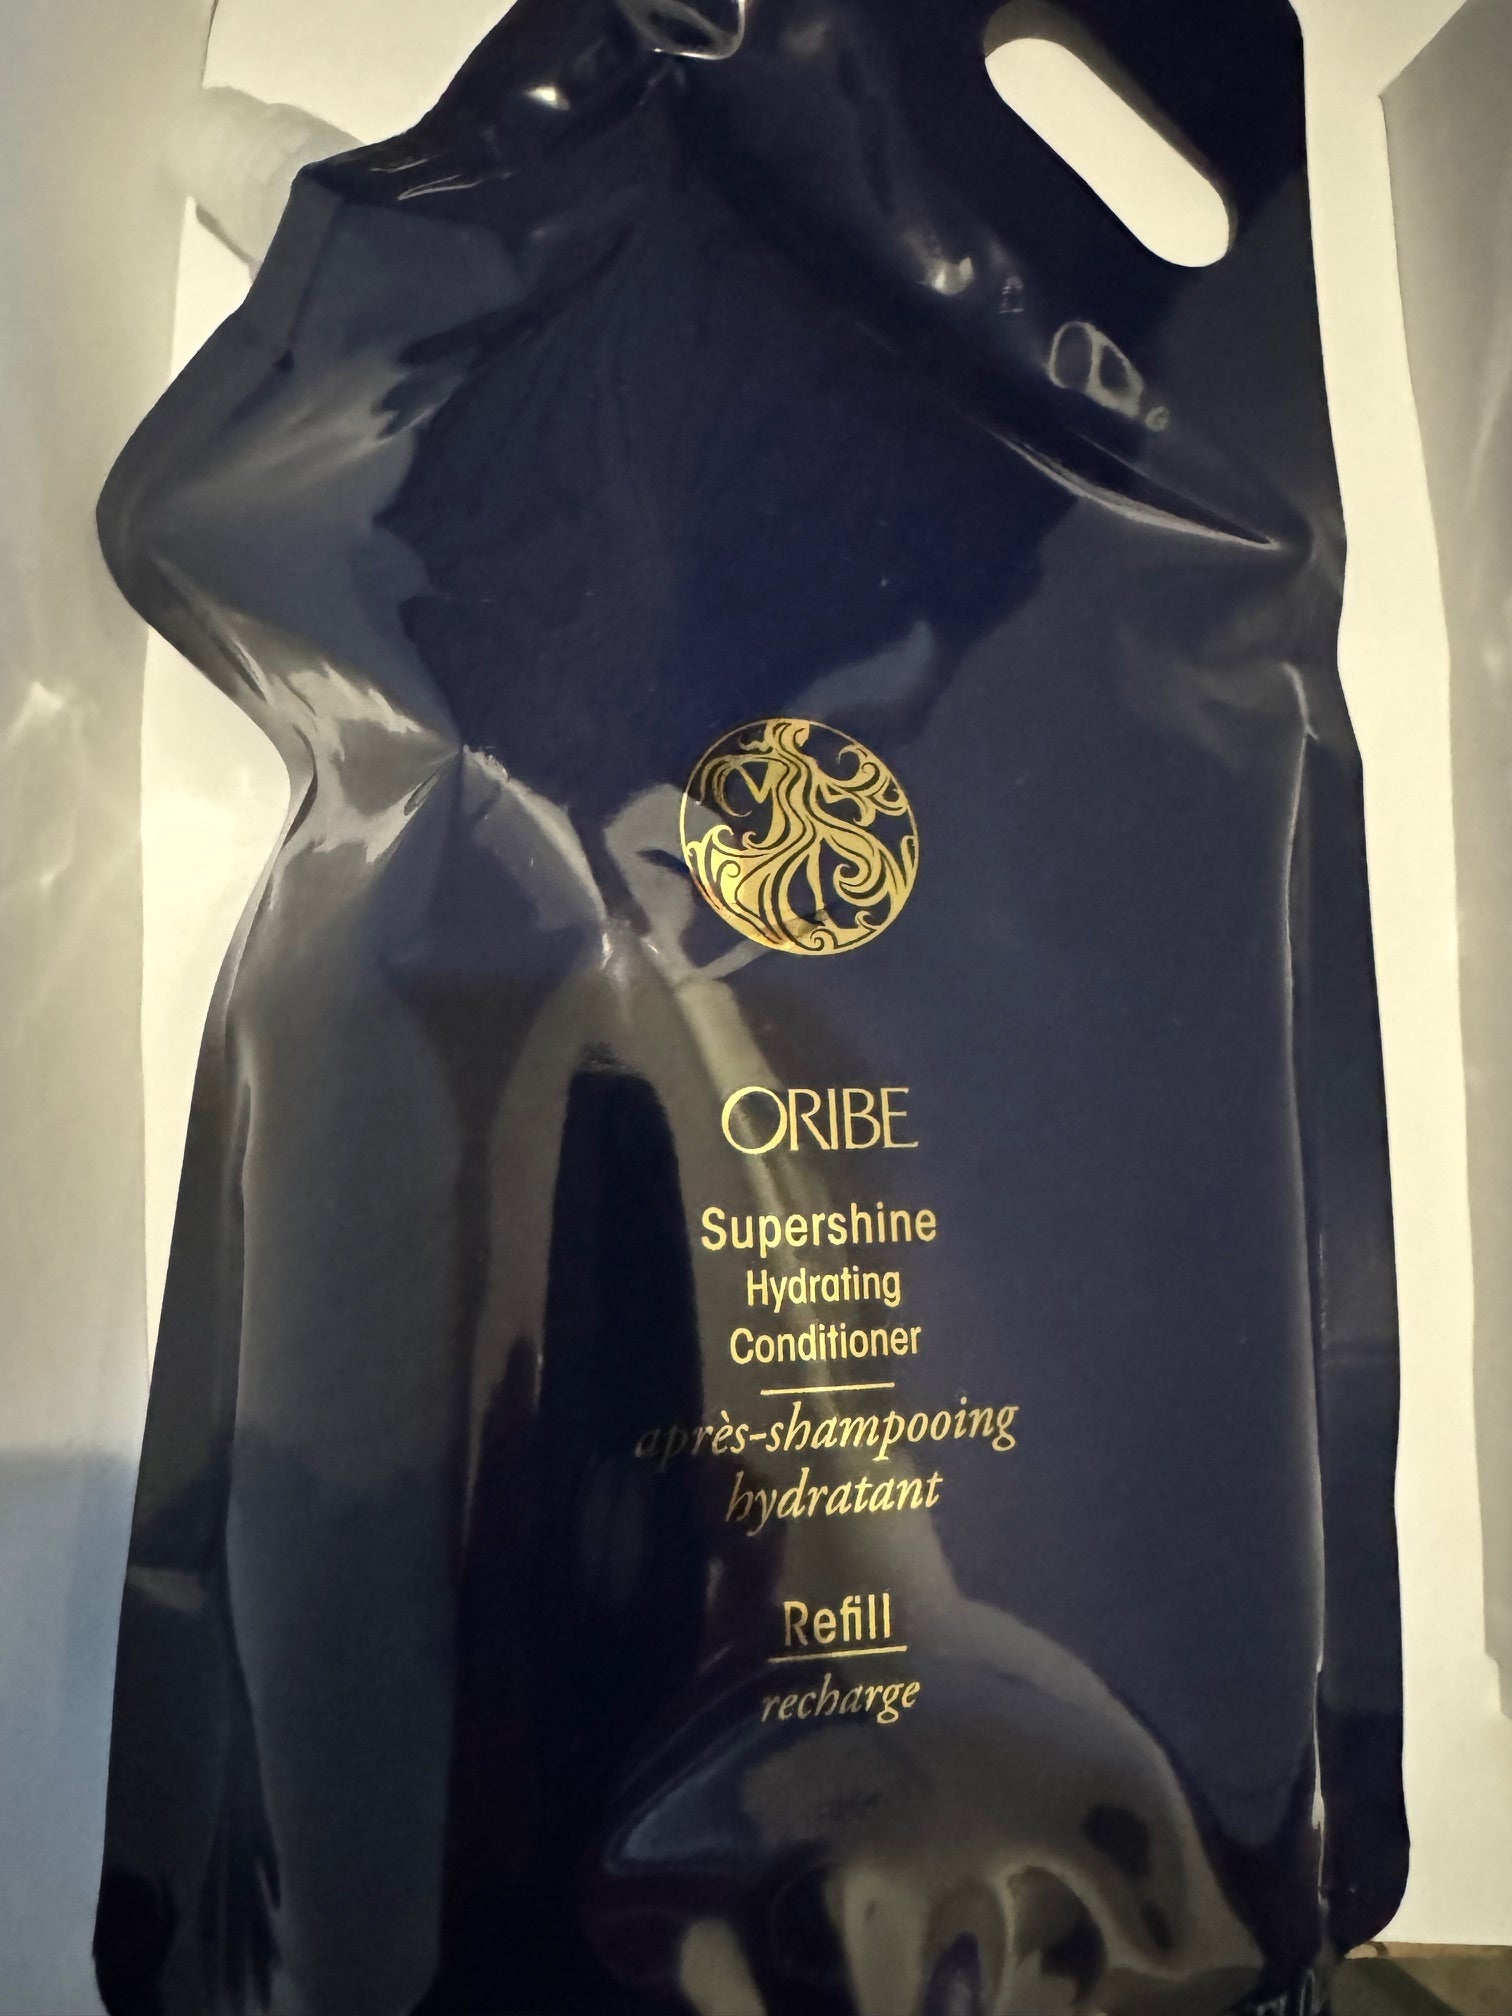 ORIBE
Supershine
Hydrating
Conditioner
après-shampooing
hydratant
Refill
recharge